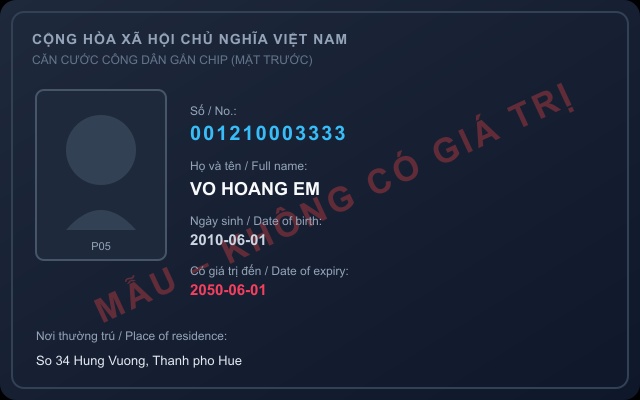 CỘNG HÒA XÃ HỘI CHỦ NGHĨA VIỆT NAM
CĂN CƯỚC CÔNG DÂN GẮN CHIP (MẶT TRƯỚC)
Số / No.:
001210003333
Họ và tên / Full name:
VO HOANG EM
Ngày sinh / Date of birth:
2010-06-01
Có giá trị đến / Date of expiry:
2050-06-01
P05
MẪU – KHÔNG CÓ GIÁ TRỊ
Nơi thường trú / Place of residence:
So 34 Hung Vuong, Thanh pho Hue